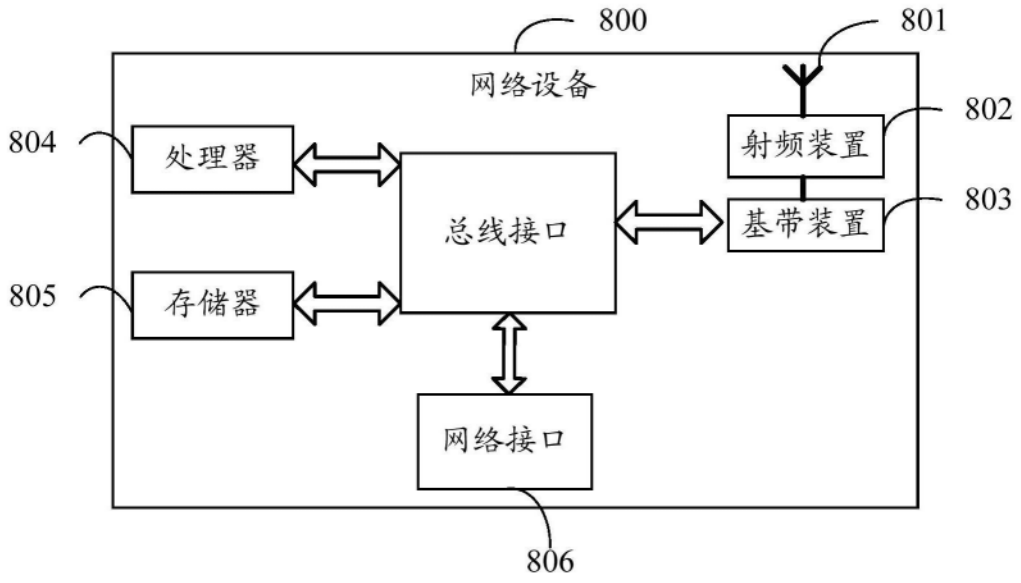 800
801
网络设备
802
804
处理器
射频装置
803
总线接口
基带装置
805
存储器
网络接口
806